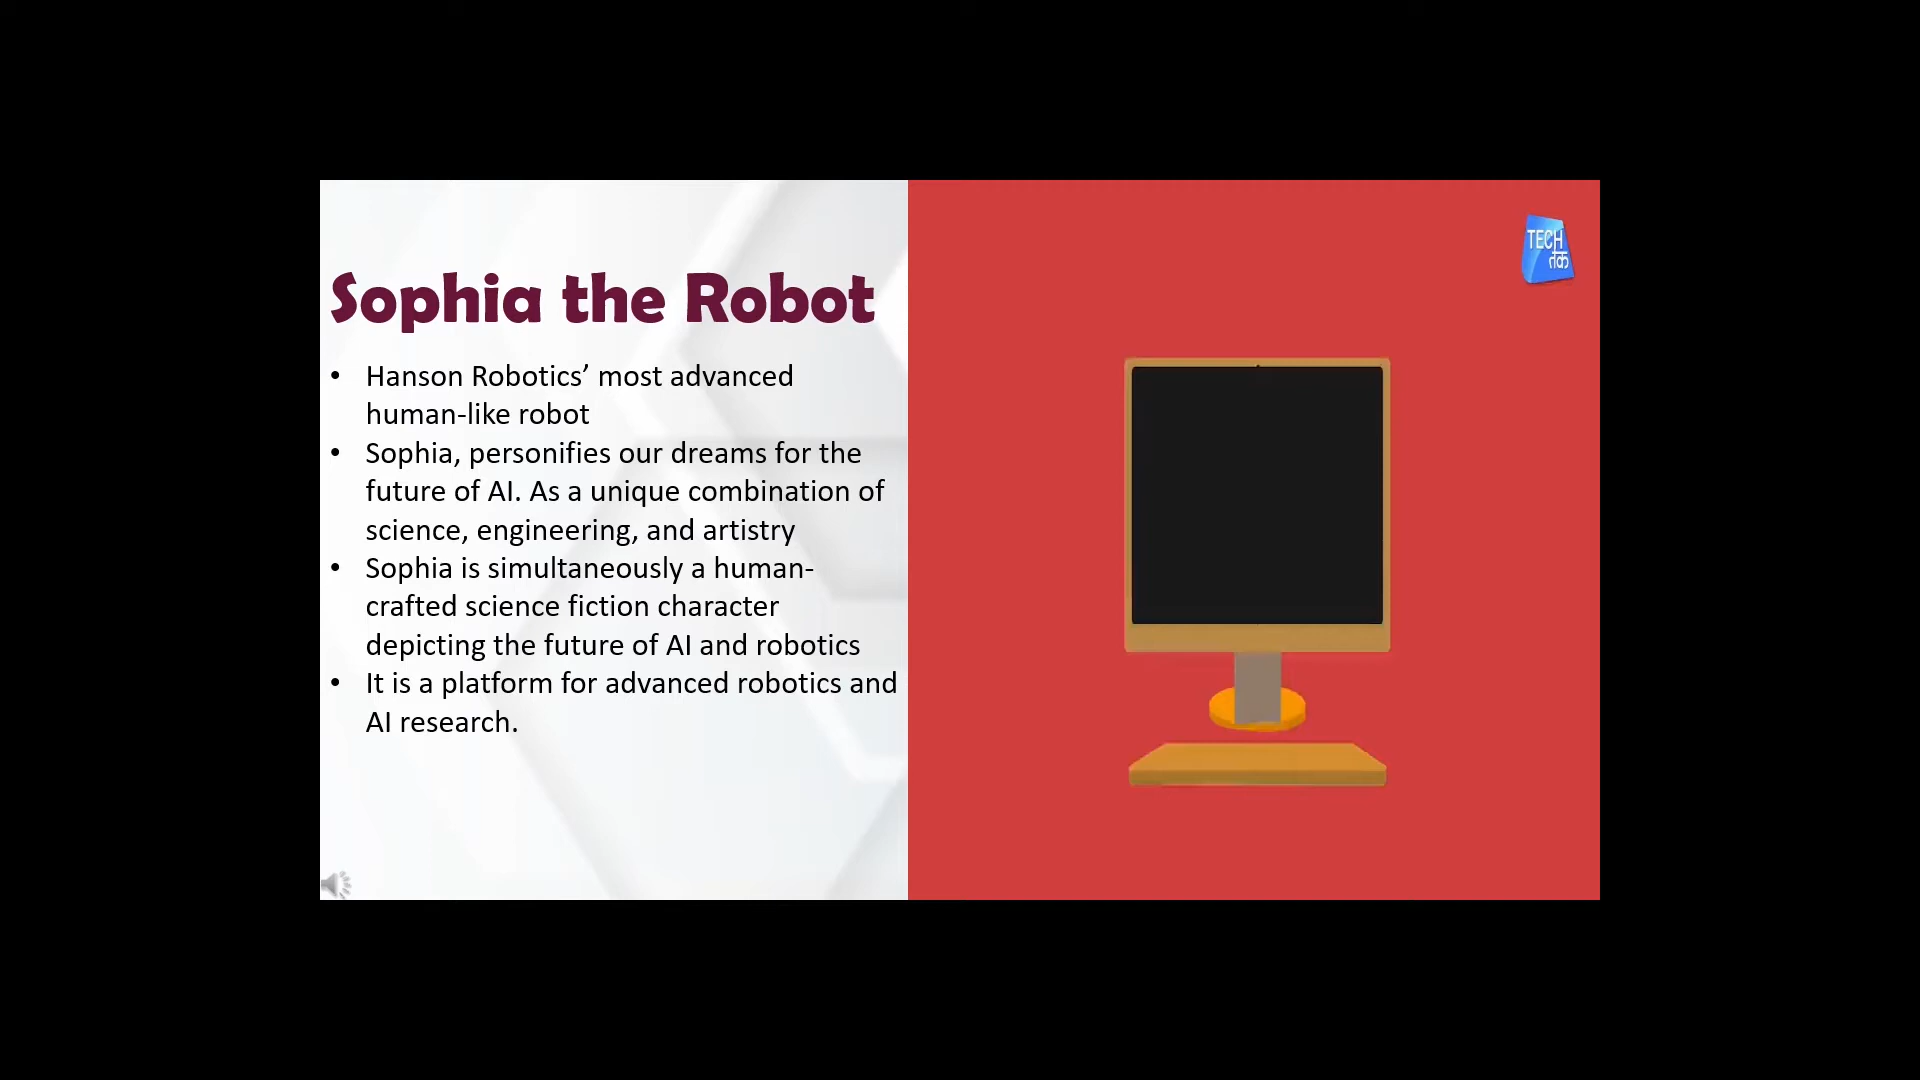 Sophia the Robot
• Hanson Robotics’ most advanced
human-like robot
• Sophia, personifies our dreams for the
future of AI. As a unique combination of
science, engineering, and artistry
• Sophia is simultaneously a human-
crafted science fiction character
depicting the future of AI and robotics
• It is a platform for advanced robotics and
AI research.
TECH
तक